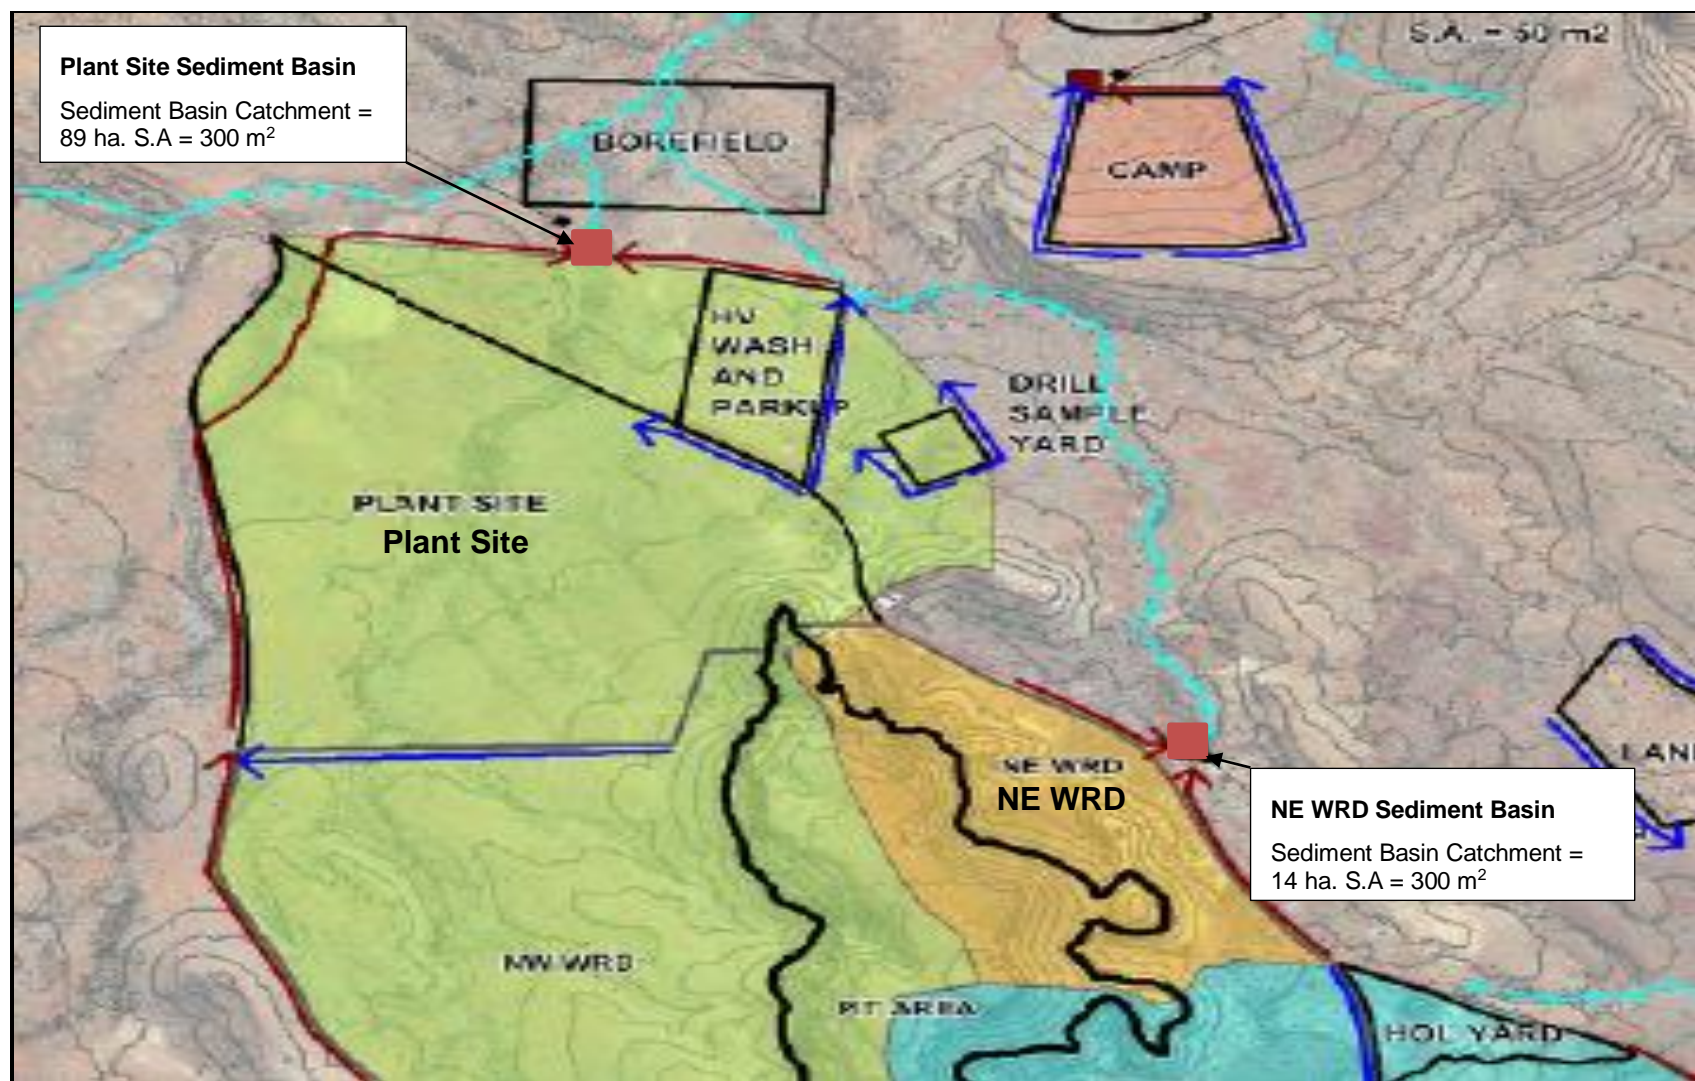 S.A. = 50 m2
Plant Site Sediment Basin
Sediment Basin Catchment =
89 ha. S.A = 300 m²
BOREFIELD
CAMP
HV
WASH
AND
PARKUP
DRILL
SAMPLE
YARD
PLANT SITE
Plant Site
NE WRD
NE WRD
NE WRD Sediment Basin
Sediment Basin Catchment =
14 ha. S.A = 300 m²
NW WRD
PIT AREA